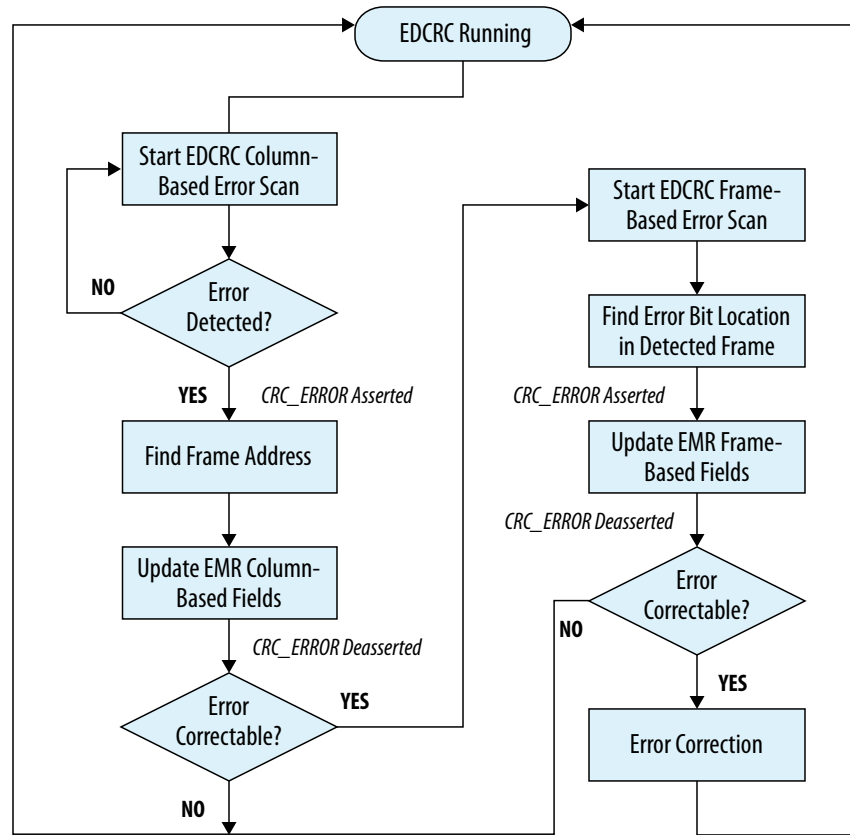 EDCRC Running
Start EDCRC Column-
Based Error Scan
NO
Error
Detected?
YES
CRC_ERROR Asserted
Find Frame Address
Update EMR Column-
Based Fields
CRC_ERROR Deasserted
Error
Correctable?
YES
NO
Start EDCRC Frame-
Based Error Scan
Find Error Bit Location
in Detected Frame
CRC_ERROR Asserted
Update EMR Frame-
Based Fields
CRC_ERROR Deasserted
Error
Correctable?
NO
YES
Error Correction